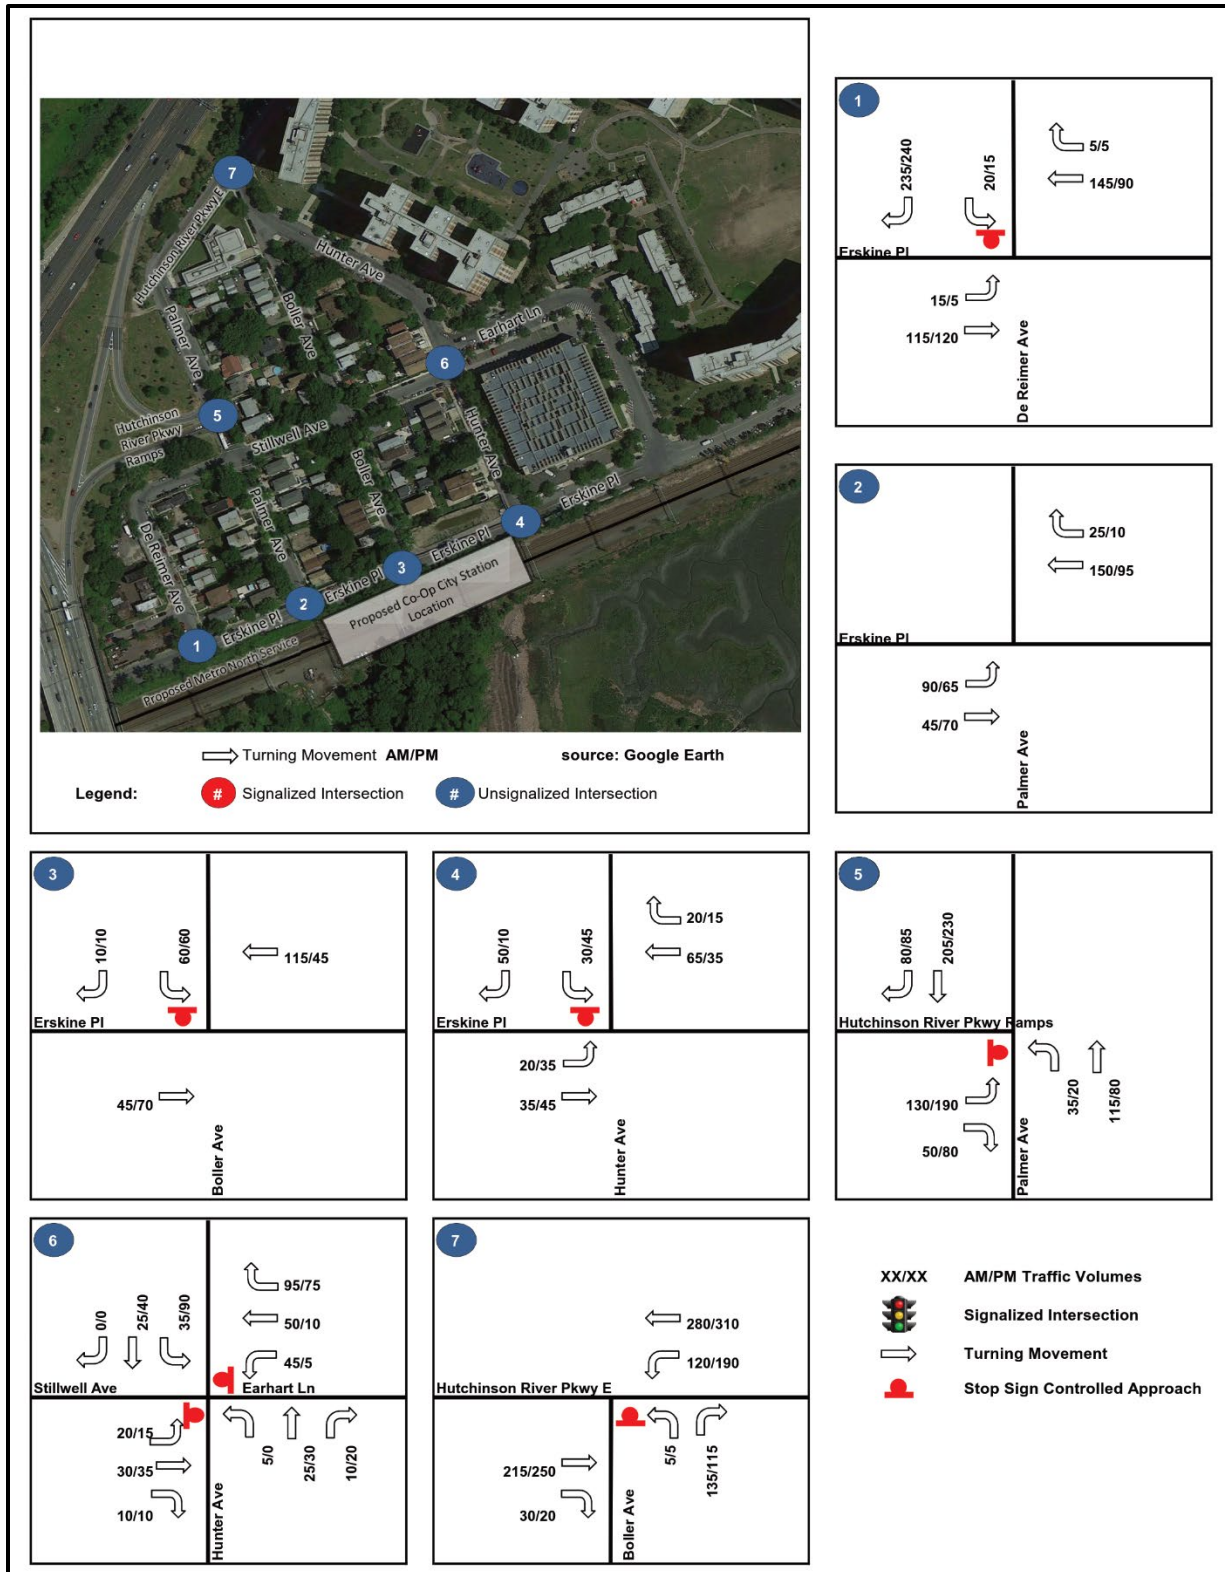 7
Hutchinson River Pkwy E
Hunter Ave
Boller Ave
Palmer Ave
Earhart Ln
6
5
Hutchinson
River Pkwy
Ramps
Stillwell Ave
Hunter Ave
Boller Ave
Palmer Ave
De Reimer Ave
Erskine Pl
4
Erskine Pl
3
Erskine Pl
2
Erskine Pl
1
Proposed Co-Op City Station
Location
Proposed Metro North Service
Turning Movement AM/PM
source: Google Earth
Legend:
# Signalized Intersection
# Unsignalized Intersection
1
235/240
20/15
5/5
145/90
Erskine Pl
15/5
115/120
De Reimer Ave
2
25/10
150/95
Erskine Pl
90/65
45/70
Palmer Ave
3
10/10
60/60
115/45
Erskine Pl
45/70
Boller Ave
4
50/10
30/45
20/15
65/35
Erskine Pl
20/35
35/45
Hunter Ave
5
80/85
205/230
Hutchinson River Pkwy Ramps
130/190
50/80
35/20
115/80
Palmer Ave
6
0/0
25/40
35/90
95/75
50/10
45/5
Stillwell Ave
Earhart Ln
20/15
30/35
10/10
5/0
25/30
10/20
Hunter Ave
7
280/310
120/190
Hutchinson River Pkwy E
215/250
30/20
5/5
135/115
Boller Ave
XX/XX AM/PM Traffic Volumes
Signalized Intersection
Turning Movement
Stop Sign Controlled Approach